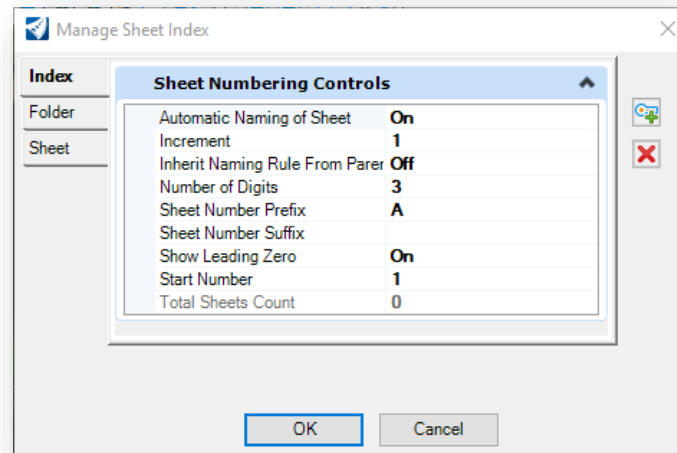 Manage Sheet Index
Index
Folder
Sheet
Sheet Numbering Controls
Automatic Naming of Sheet On
Increment 1
Inherit Naming Rule From Parer Off
Number of Digits 3
Sheet Number Prefix A
Sheet Number Suffix
Show Leading Zero On
Start Number 1
Total Sheets Count 0
OK Cancel